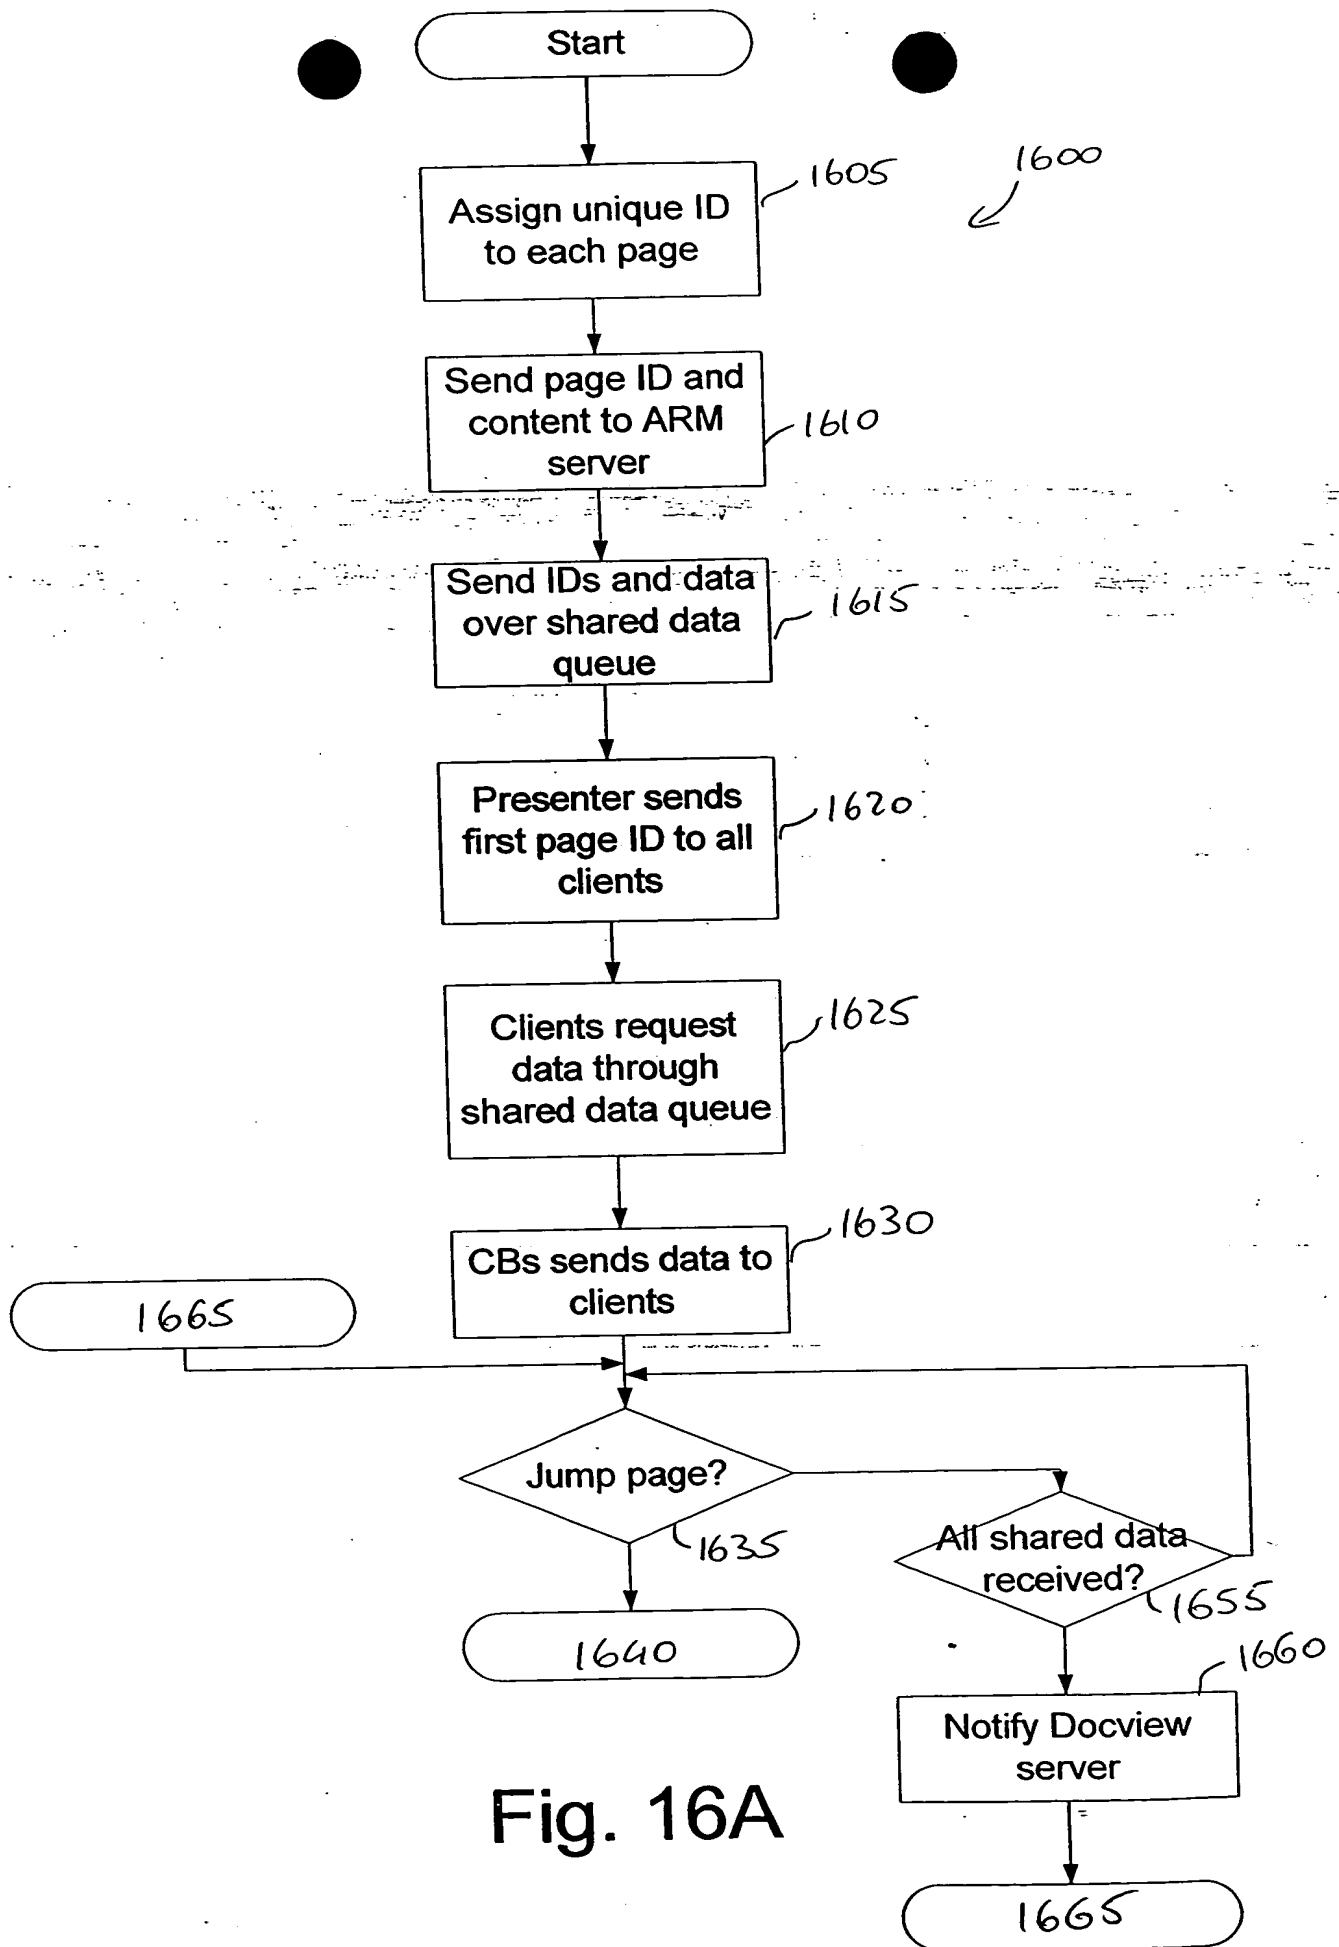 Start
1600
1605
Assign unique ID
to each page
Send page ID and
content to ARM
server
1610
Send IDs and data
over shared data
queue
1615
Presenter sends
first page ID to all
clients
1620
Clients request
data through
shared data queue
1625
CBs sends data to
clients
1630
1665
Jump page?
1635
All shared data
received?
1655
1640
1660
Notify Docview
server
Fig. 16A
1665